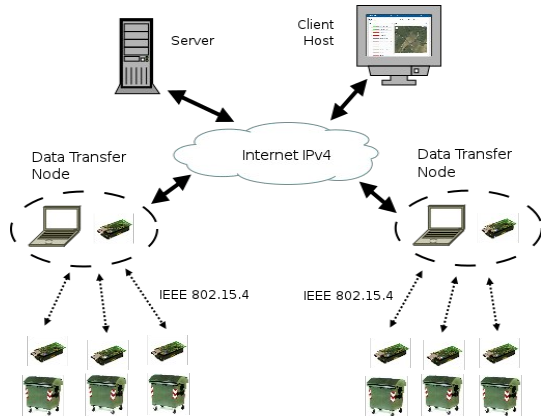 Server
Client
Host
Internet IPv4
Data Transfer
Node
Data Transfer
Node
IEEE 802.15.4
IEEE 802.15.4